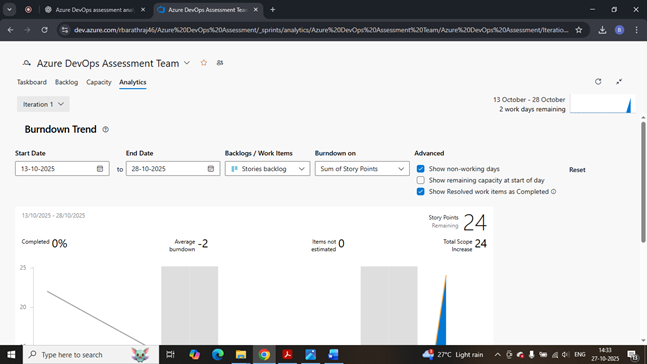 Azure DevOps assessment ana
Azure DevOps Assessment Team
dev.azure.com/rbarathraj46/Azure%20DevOps%20Assessment/_sprints/analytics/Azure%20DevOps%20Assessment%20Team/Azure%20DevOps%20Assessment/Iteratio...
B
Azure DevOps Assessment Team
Taskboard Backlog Capacity Analytics
Iteration 1
13 October - 28 October
2 work days remaining
Burndown Trend
Start Date End Date Backlogs / Work Items Burndown on Advanced
13-10-2025 to 28-10-2025 Stories backlog Sum of Story Points
Show non-working days
Show remaining capacity at start of day
Show Resolved work items as Completed
Reset
13/10/2025 - 28/10/2025
Story Points
Remaining 24
Completed 0%
Average
burndown -2
Items not
estimated 0
Total Scope
Increase 24
25
20
Type here to search
27°C Light rain
ENG
14:33
27-10-2025